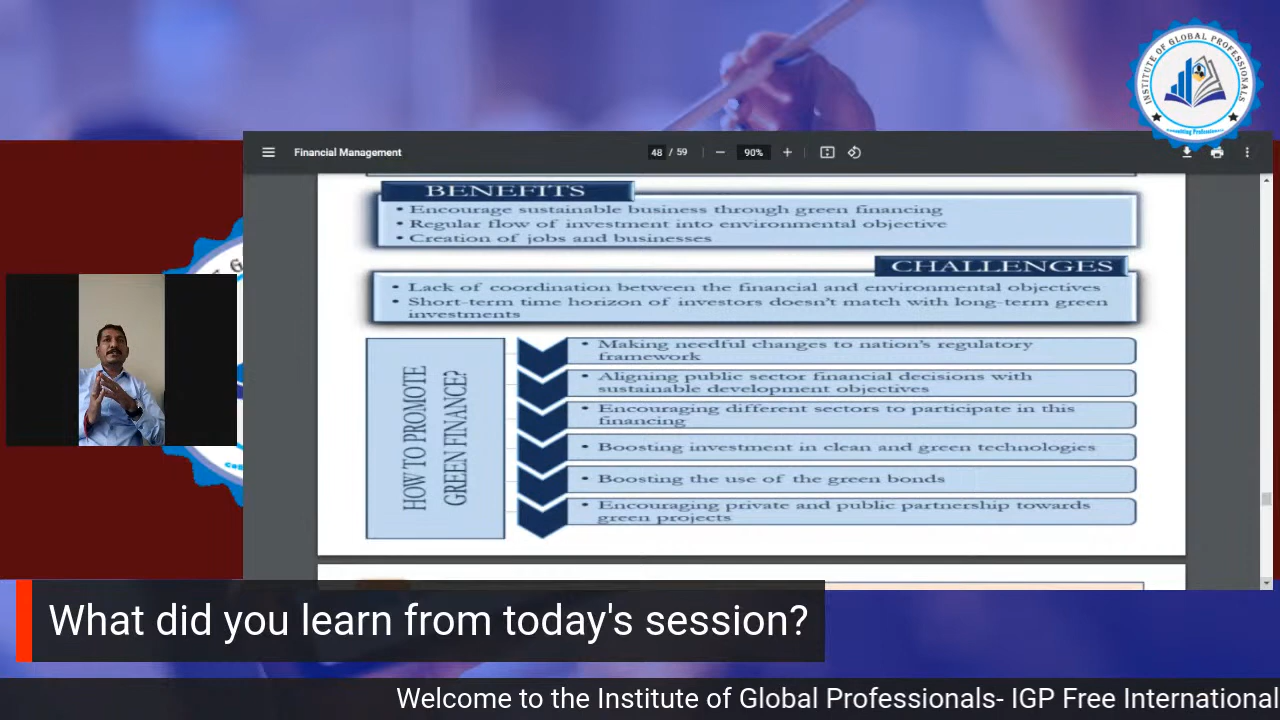 INSTITUTE OF GLOBAL PROFESSIONALS
Connecting Professionals
Financial Management
48 / 59
90%
BENEFITS
• Encourage sustainable business through green financing
• Regular flow of investment into environmental objective
• Creation of jobs and businesses
CHALLENGES
• Lack of coordination between the financial and environmental objectives
• Short-term time horizon of investors doesn't match with long-term green
investments
HOW TO PROMOTE
GREEN FINANCE?
• Making needful changes to nation's regulatory
framework
• Aligning public sector financial decisions with
sustainable development objectives
• Encouraging different sectors to participate in this
financing
• Boosting investment in clean and green technologies
• Boosting the use of the green bonds
• Encouraging private and public partnership towards
green projects
What did you learn from today's session?
Welcome to the Institute of Global Professionals- IGP Free International